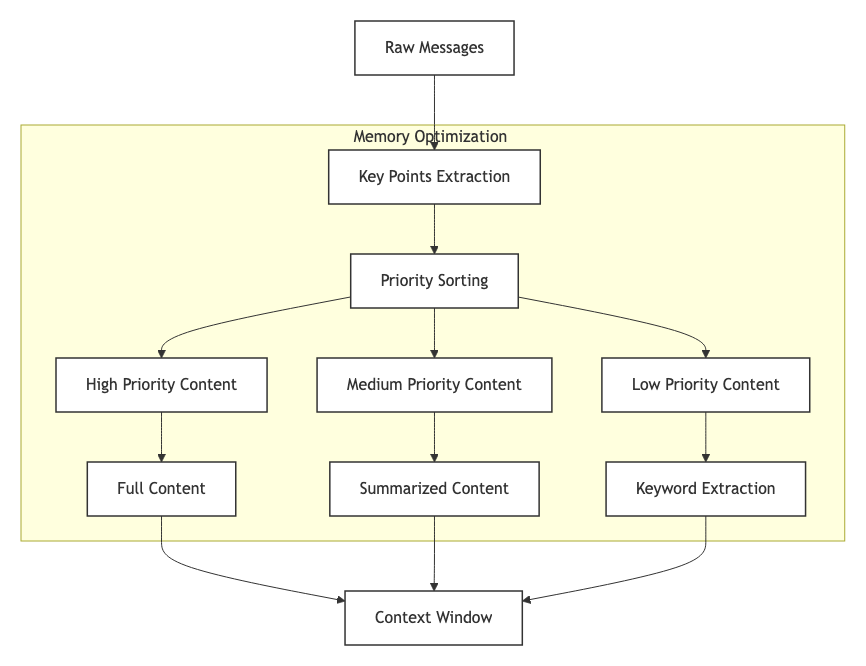 Raw Messages
Memory Optimization
Key Points Extraction
Priority Sorting
High Priority Content
Medium Priority Content
Low Priority Content
Full Content
Summarized Content
Keyword Extraction
Context Window